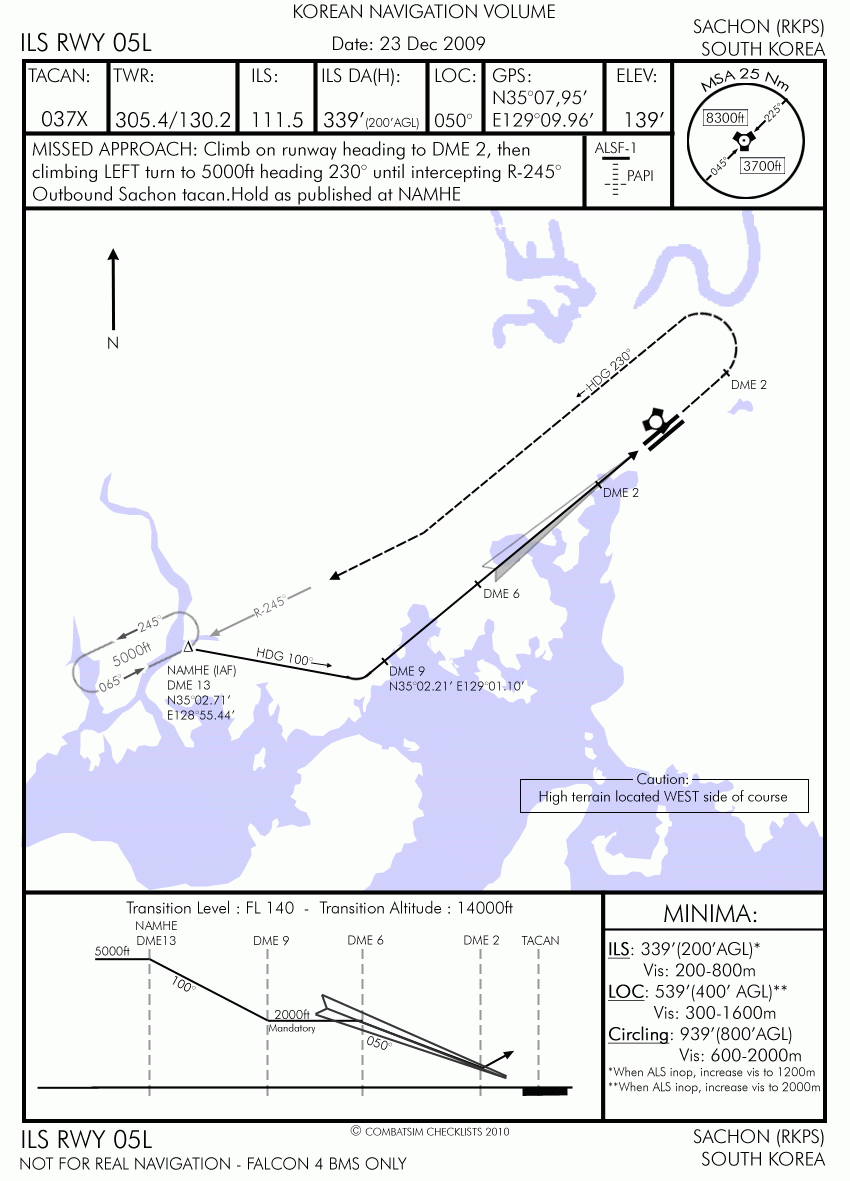 KOREAN NAVIGATION VOLUME
ILS RWY 05L
Date: 23 Dec 2009
SACHON (RKPS)
SOUTH KOREA
TACAN:
037X
TWR:
305.4/130.2
ILS:
111.5
ILS DA(H):
339’(200’AGL)
LOC:
050°
GPS:
N35°07,95’
E129°09.96’
ELEV:
139’
MSA 25 Nm
8300ft
225°
045°
3700ft
MISSED APPROACH: Climb on runway heading to DME 2, then
climbing LEFT turn to 5000ft heading 230° until intercepting R-245°
Outbound Sachon tacan.Hold as published at NAMHE
ALSF-1
PAPI
N
HDG 230°
DME 2
DME 2
DME 6
R-245°
245°
5000ft
065°
HDG 100°
NAMHE (IAF)
DME 13
N35°02.71’
E128°55.44’
DME 9
N35°02.21’ E129°01.10’
Caution:
High terrain located WEST side of course
Transition Level : FL 140 - Transition Altitude : 14000ft
NAMHE
DME13 DME 9 DME 6 DME 2 TACAN
5000ft
100°
2000ft
Mandatory
050°
MINIMA:
ILS: 339’(200’AGL)*
Vis: 200-800m
LOC: 539’(400’ AGL)**
Vis: 300-1600m
Circling: 939’(800’AGL)
Vis: 600-2000m
*When ALS inop, increase vis to 1200m
**When ALS inop, increase vis to 2000m
© COMBATSIM CHECKLISTS 2010
ILS RWY 05L
NOT FOR REAL NAVIGATION - FALCON 4 BMS ONLY
SACHON (RKPS)
SOUTH KOREA